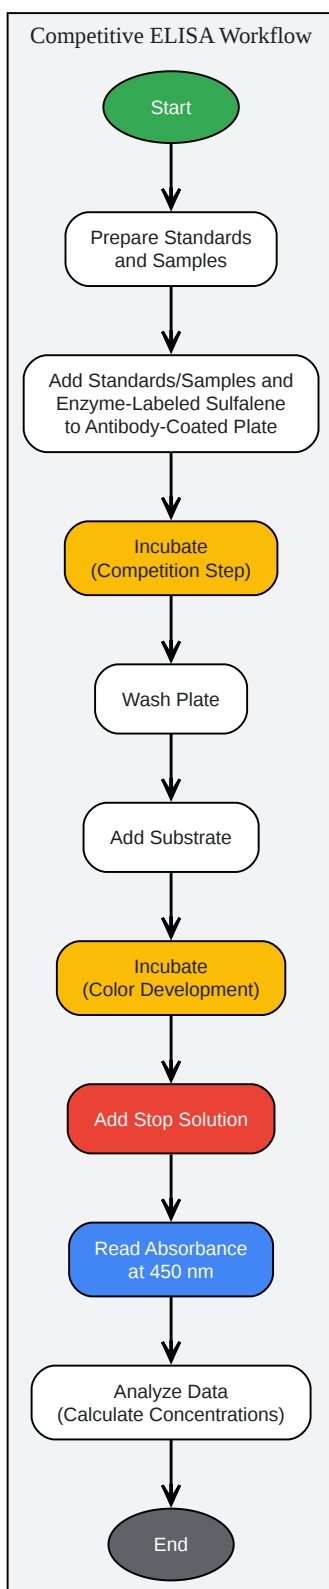 Competitive ELISA Workflow
Start
Prepare Standards
and Samples
Add Standards/Samples and
Enzyme-Labeled Sulfalene
to Antibody-Coated Plate
Incubate
(Competition Step)
Wash Plate
Add Substrate
Incubate
(Color Development)
Add Stop Solution
Read Absorbance
at 450 nm
Analyze Data
(Calculate Concentrations)
End